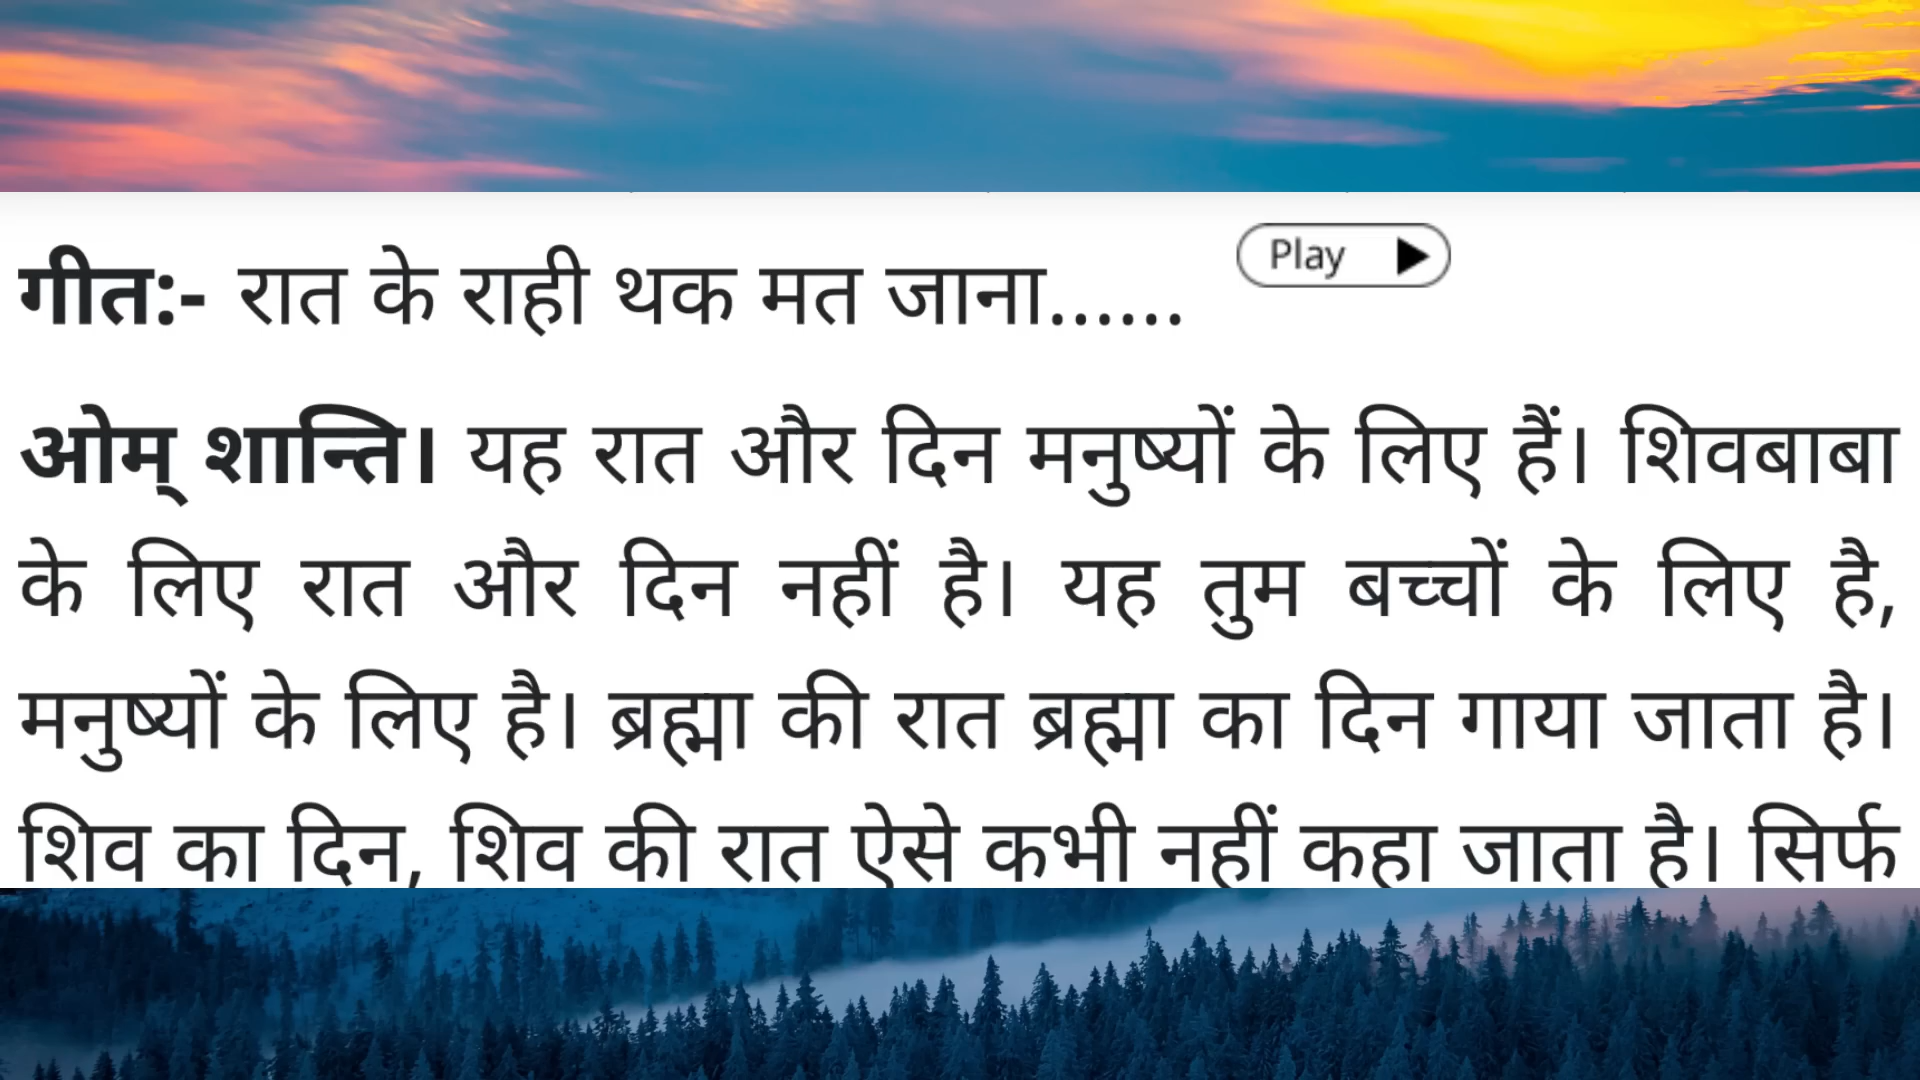 गीत:- रात के राही थक मत जाना...... Play
ओम् शान्ति। यह रात और दिन मनुष्यों के लिए हैं। शिवबाबा
के लिए रात और दिन नहीं है। यह तुम बच्चों के लिए है,
मनुष्यों के लिए है। ब्रह्मा की रात ब्रह्मा का दिन गाया जाता है।
शिव का दिन, शिव की रात ऐसे कभी नहीं कहा जाता है। सिर्फ